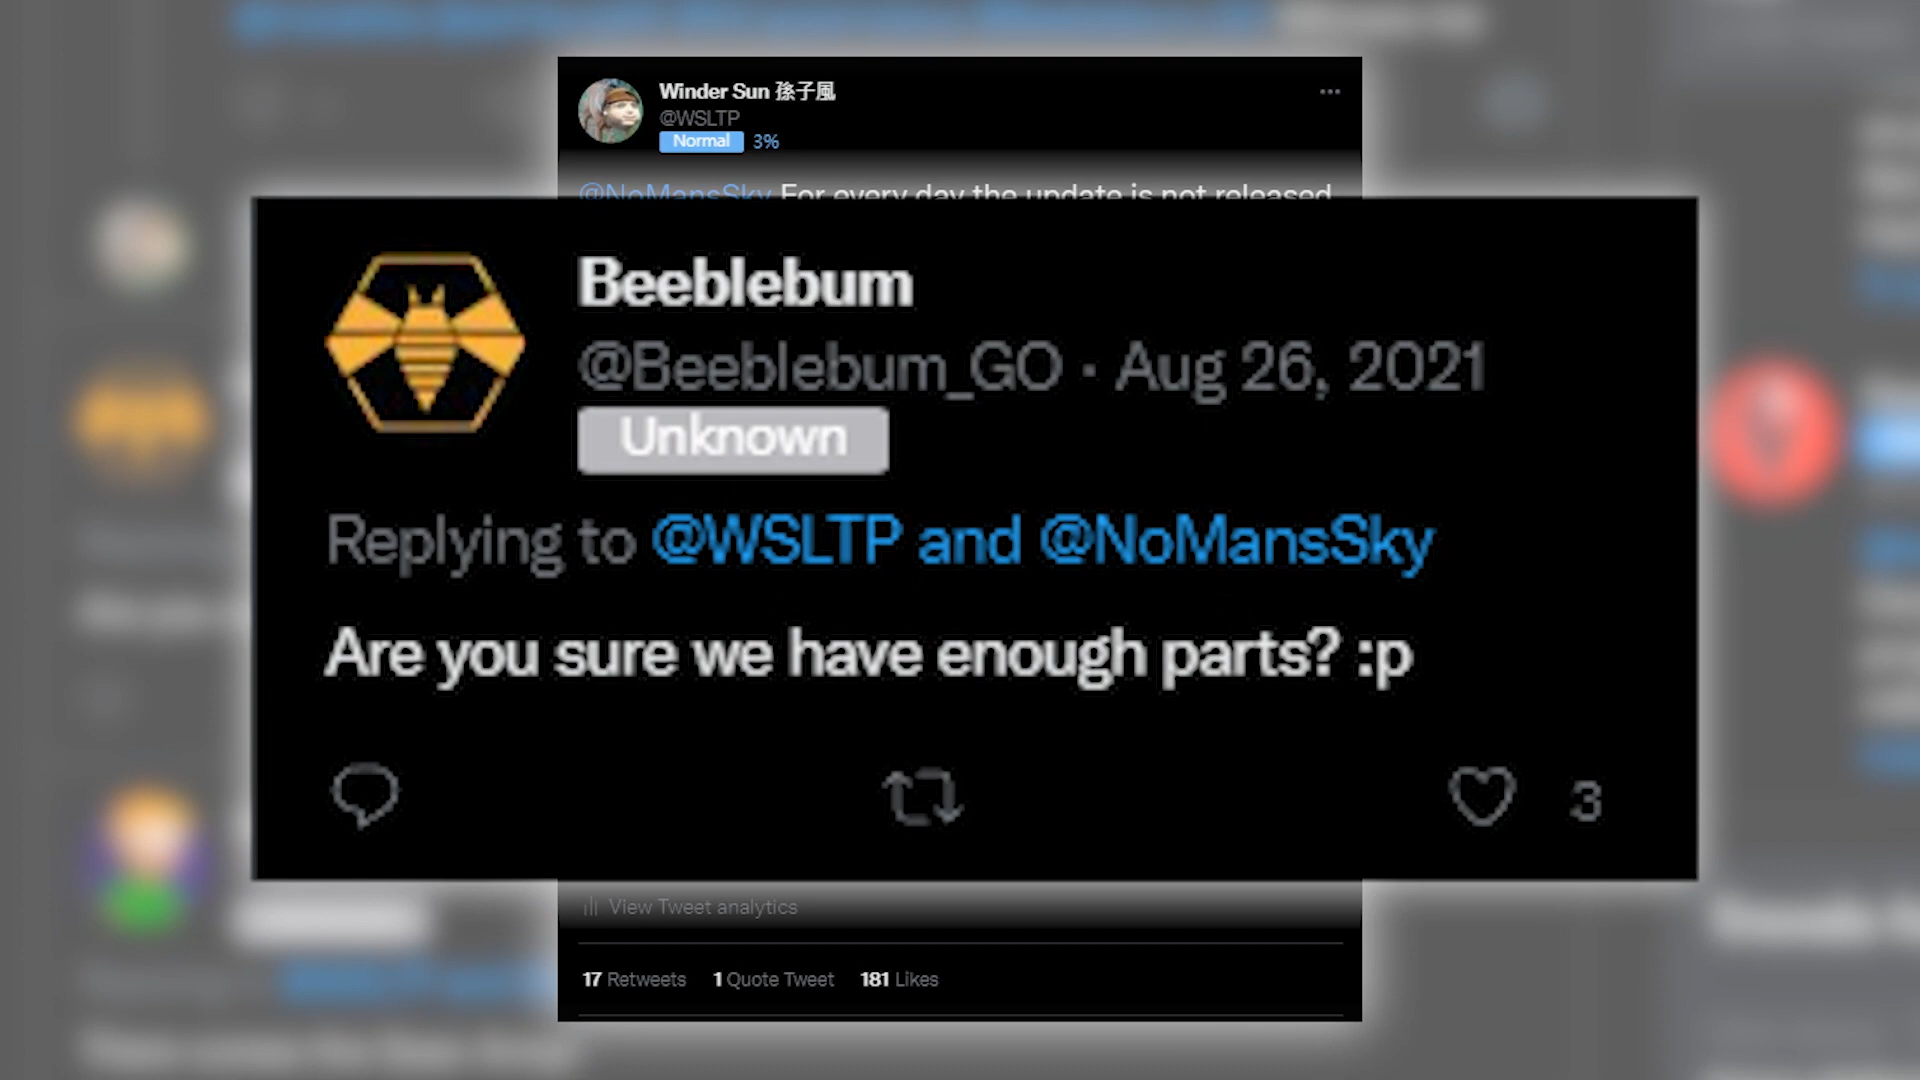 Winder Sun 孫子風
@WSLTP
Normal 3%
@NoMansSky For every day the update is not released
Beeblebum
@Beeblebum_GO · Aug 26, 2021
Unknown
Replying to @WSLTP and @NoMansSky
Are you sure we have enough parts? :p
3
View Tweet analytics
17 Retweets 1 Quote Tweet 181 Likes